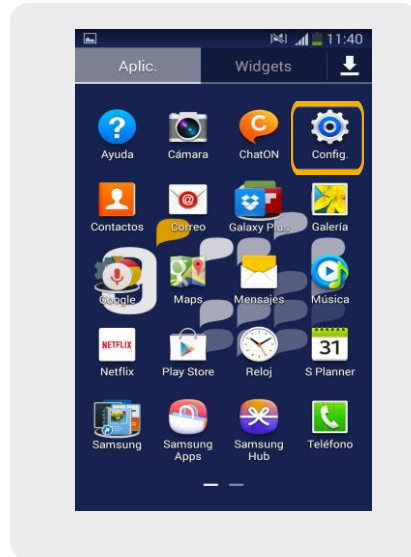 11:40
Aplic. Widgets
? C
Ayuda Cámara ChatON Config.
@
Contactos Correo Galaxy Plus Galería
g
Google Maps Mensajes Música
NETFLIX 31
Netflix Play Store Reloj S Planner
Samsung Samsung Samsung Teléfono
Apps Hub